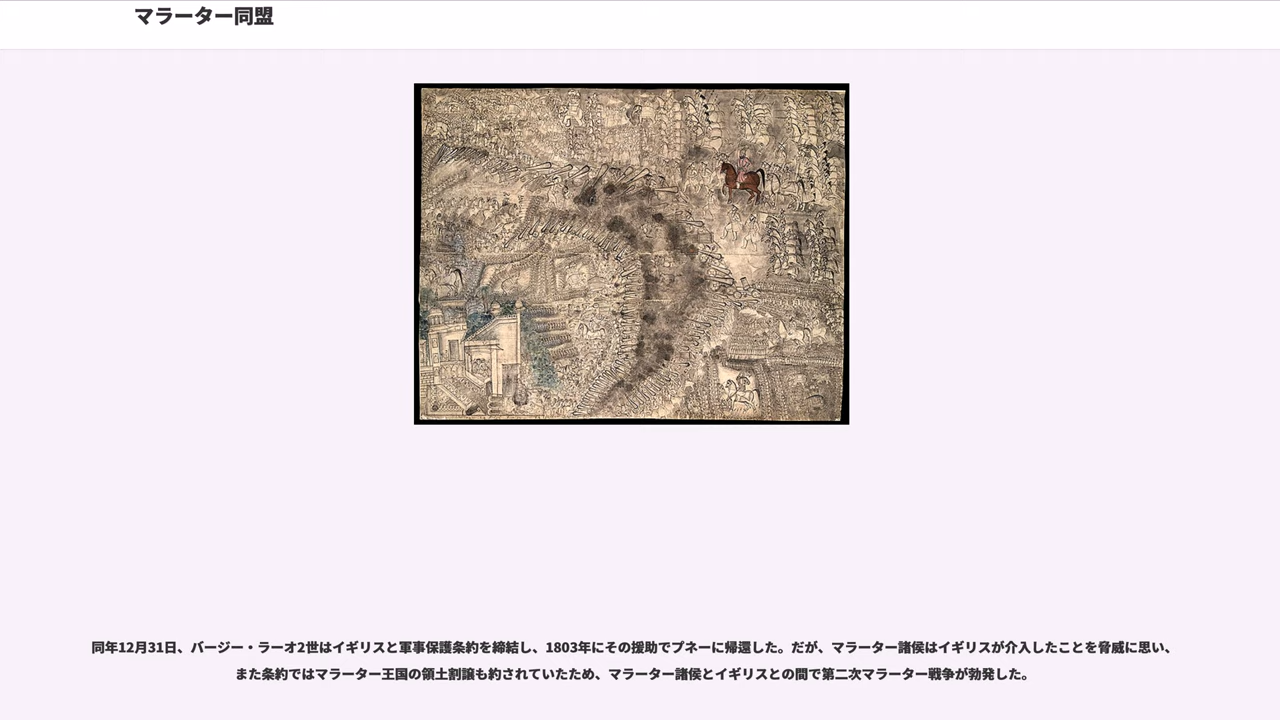 マラーター同盟
同年12月31日、バージー・ラーオ2世はイギリスと軍事保護条約を締結し、1803年にその援助でプネーに帰還した。だが、マラーター諸侯はイギリスが介入したことを脅威に思い、
また条約ではマラーター王国の領土割譲も約されていたため、マラーター諸侯とイギリスとの間で第二次マラーター戦争が勃発した。